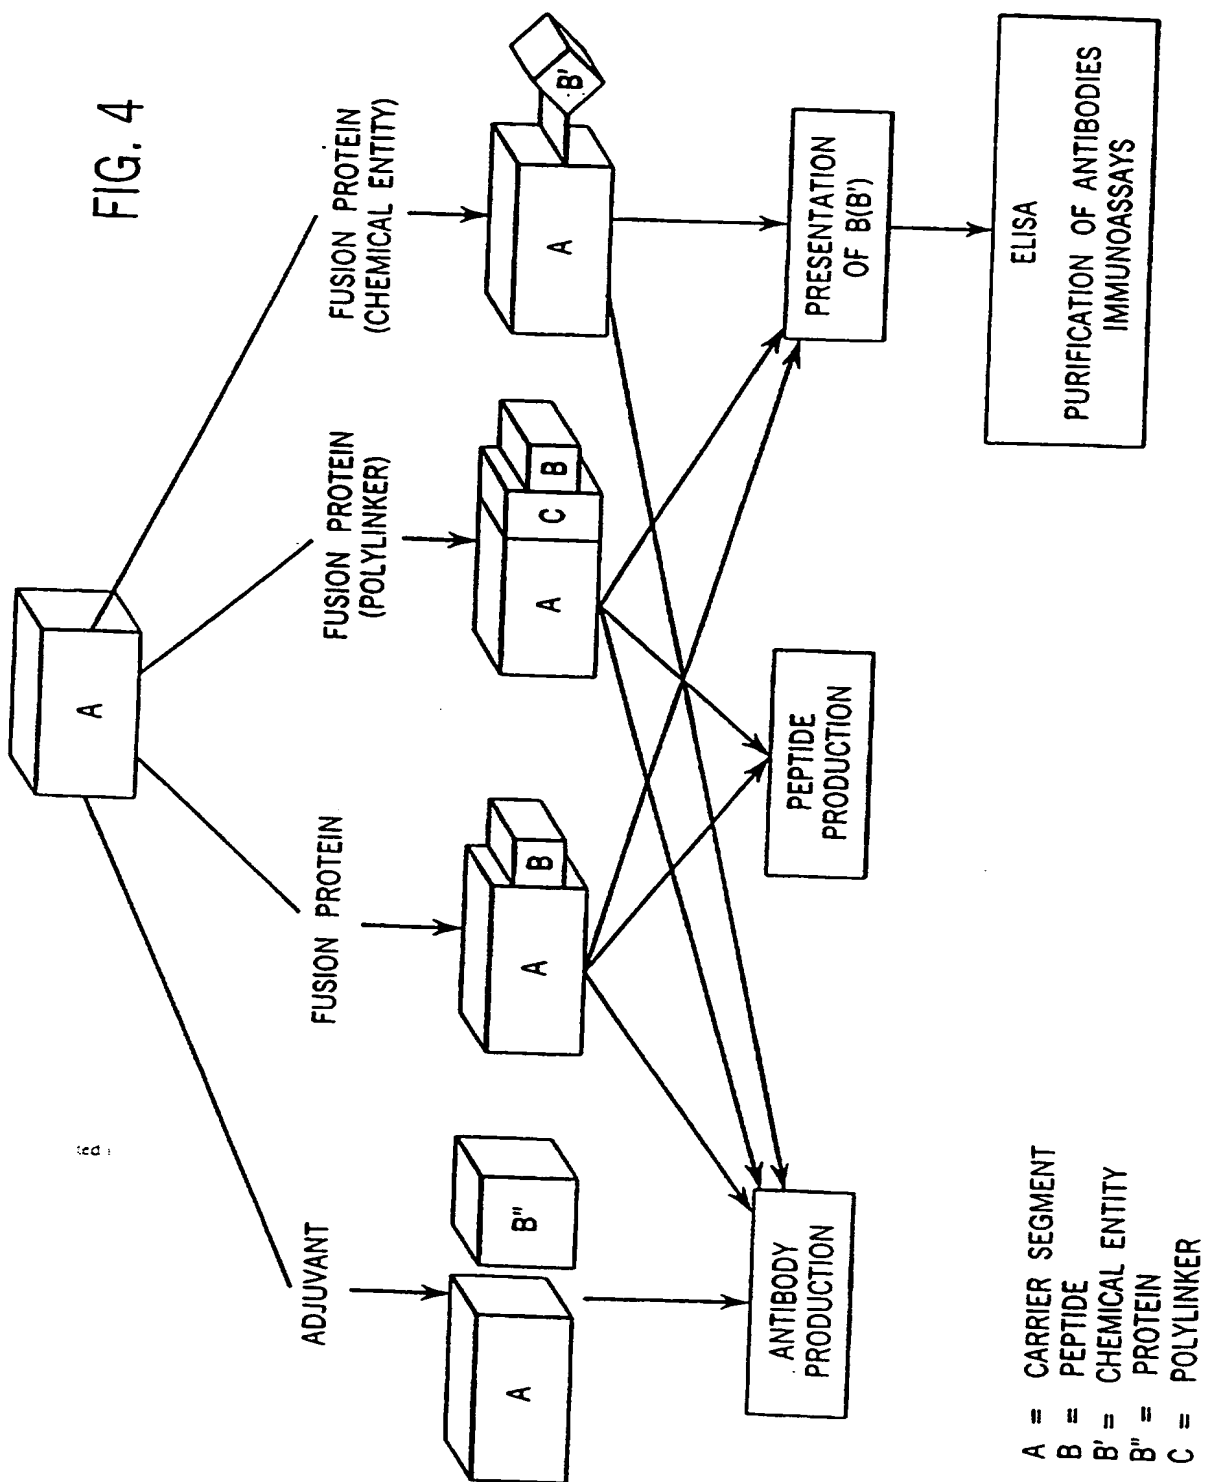 FIG. 4
A
ADJUVANT
FUSION PROTEIN
FUSION PROTEIN
(POLYLINKER)
FUSION PROTEIN
(CHEMICAL ENTITY)
A
B"
A
B
A
C
B
A
B'
ANTIBODY
PRODUCTION
PEPTIDE
PRODUCTION
PRESENTATION
OF B(B')
ELISA
PURIFICATION OF ANTIBODIES
IMMUNOASSAYS
A = CARRIER SEGMENT
B = PEPTIDE
B' = CHEMICAL ENTITY
B" = PROTEIN
C = POLYLINKER